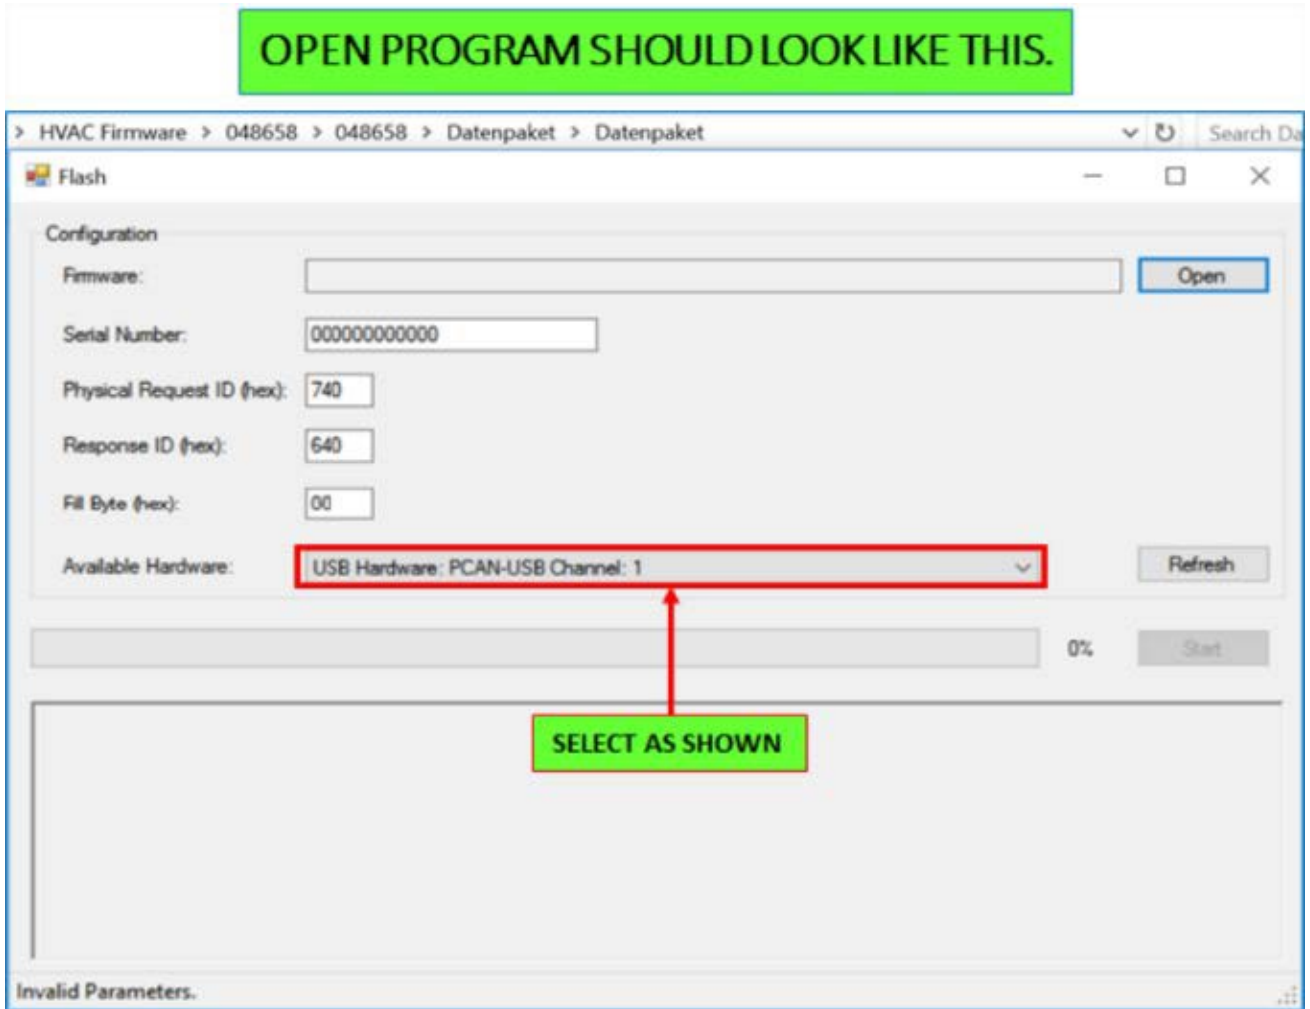 OPEN PROGRAM SHOULD LOOK LIKE THIS.
> HVAC Firmware > 048658 > 048658 > Datenpaket > Datenpaket
Search Da
Flash
Configuration
Firmware:
Open
Serial Number:
000000000000
Physical Request ID (hex):
740
Response ID (hex):
640
Fill Byte (hex):
00
Available Hardware:
USB Hardware: PCAN-USB Channel: 1
Refresh
0%
Start
SELECT AS SHOWN
Invalid Parameters.